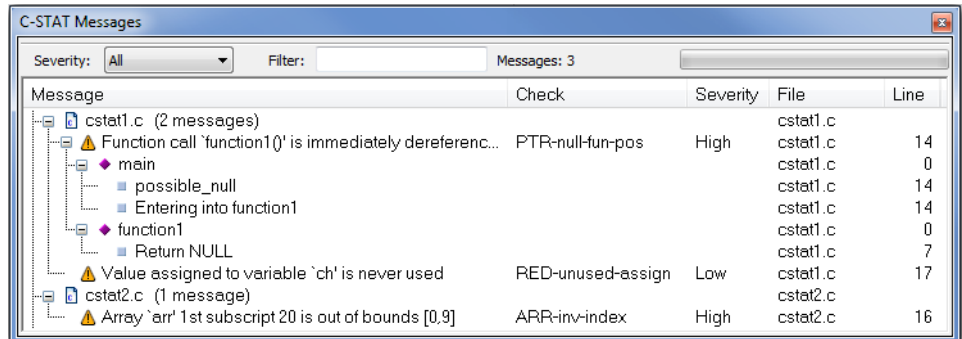 C-STAT Messages
Severity: All Filter: Messages: 3
Message Check Severity File Line
cstat1.c (2 messages) cstat1.c
Function call `function1()' is immediately dereferenc... PTR-null-fun-pos High cstat1.c 14
main cstat1.c 0
possible_null cstat1.c 14
Entering into function1 cstat1.c 14
function1 cstat1.c 0
Return NULL cstat1.c 7
Value assigned to variable `ch' is never used RED-unused-assign Low cstat1.c 17
cstat2.c (1 message) cstat2.c
Array `arr' 1st subscript 20 is out of bounds [0,9] ARR-inv-index High cstat2.c 16